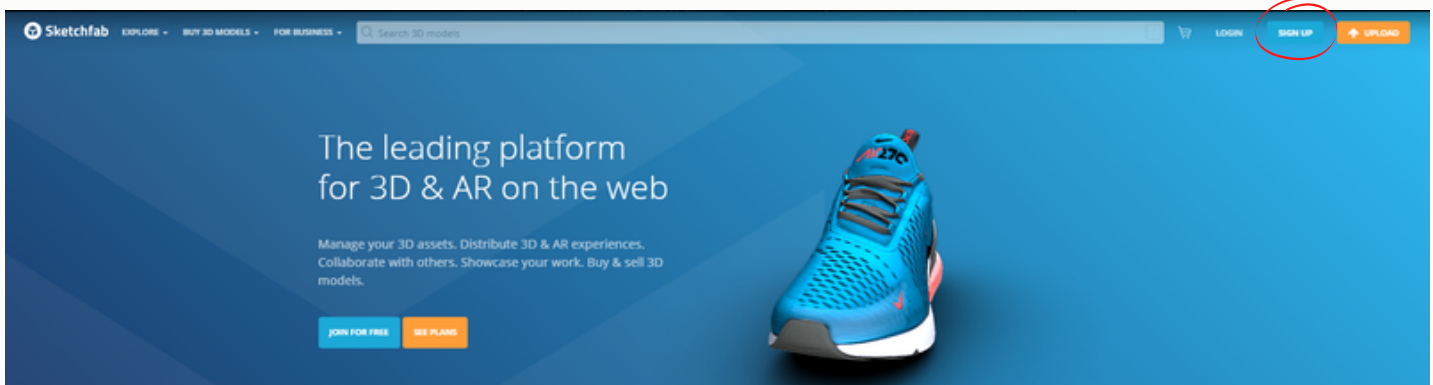 Sketchfab EXPLORE BUY 3D MODELS FOR BUSINESS Search 3D models LOGIN SIGN UP UPLOAD
The leading platform
for 3D & AR on the web
Manage your 3D assets. Distribute 3D & AR experiences.
Collaborate with others. Showcase your work. Buy & sell 3D
models.
JOIN FOR FREE SEE PLANS
270